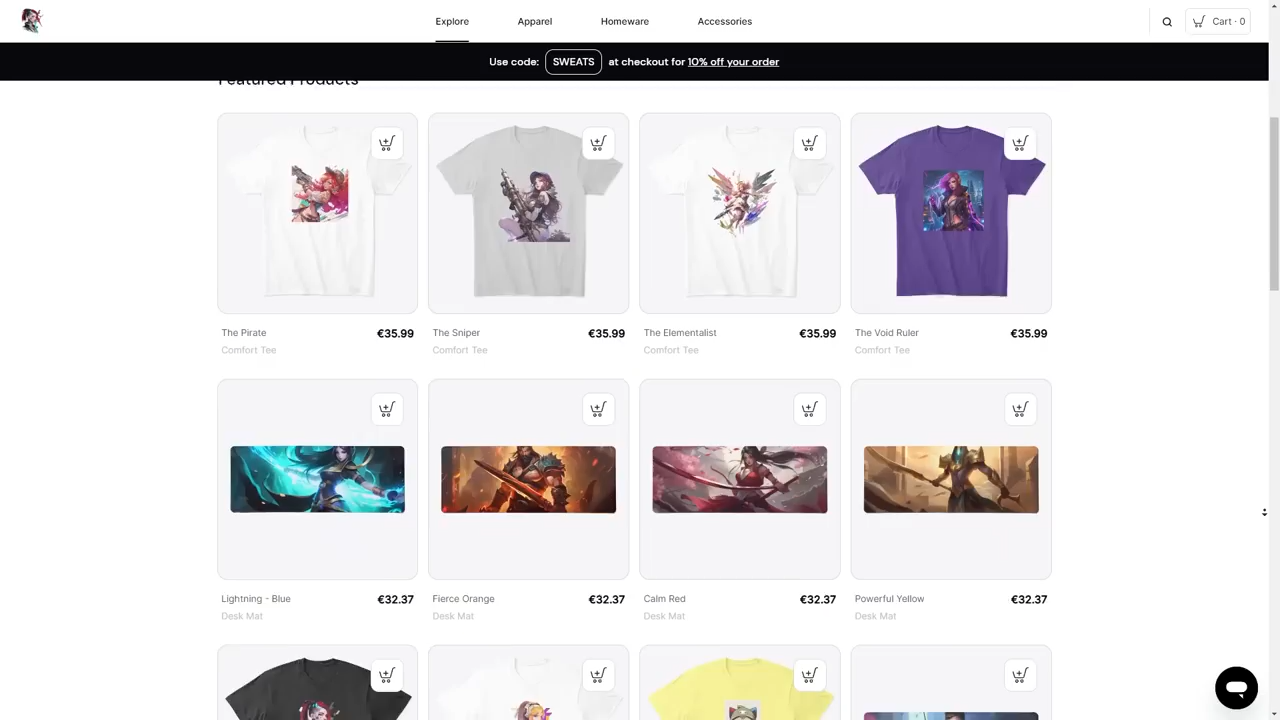 Explore
Apparel
Homeware
Accessories
Cart · 0
Use code: SWEATS at checkout for 10% off your order
Featured Products
The Pirate €35.99
Comfort Tee
The Sniper €35.99
Comfort Tee
The Elementalist €35.99
Comfort Tee
The Void Ruler €35.99
Comfort Tee
Lightning - Blue €32.37
Desk Mat
Fierce Orange €32.37
Desk Mat
Calm Red €32.37
Desk Mat
Powerful Yellow €32.37
Desk Mat